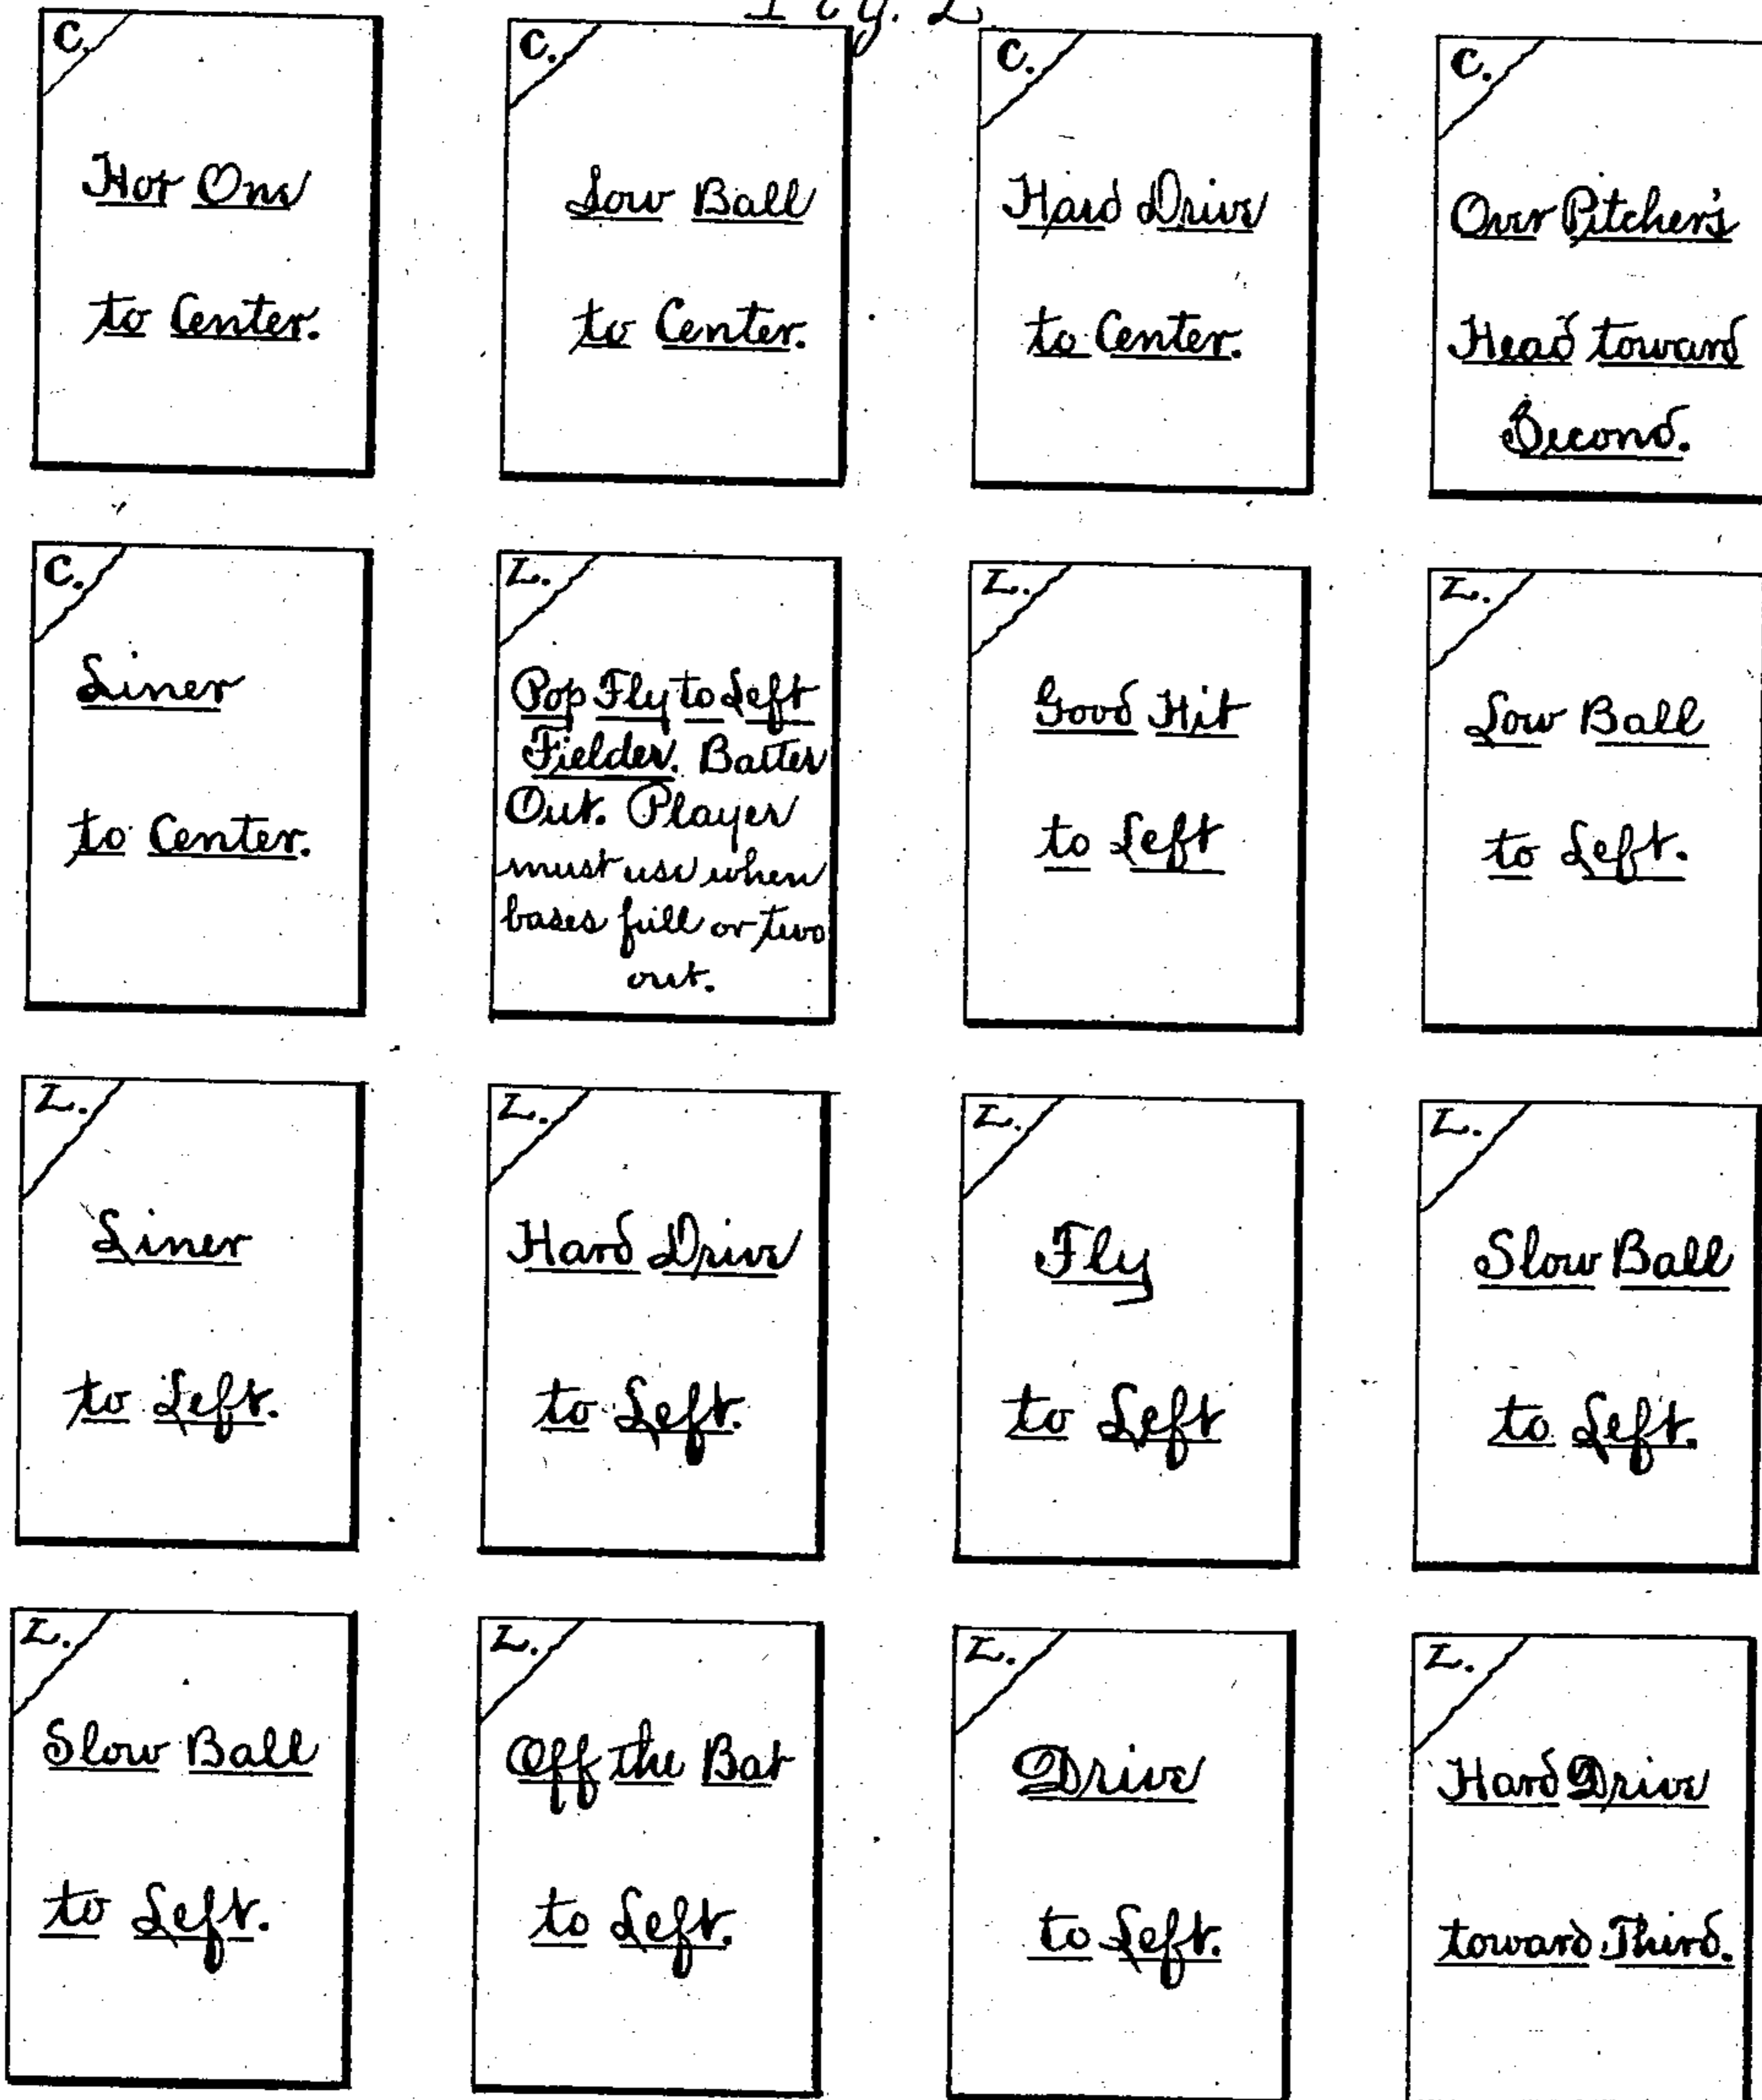 Fig. 2
C.
Hot One
to Center.
C.
Low Ball
to Center.
C.
Hard Drive
to Center.
C.
Over Pitcher's
Head toward
Second.
C.
Liner
to Center.
L.
Pop Fly to Left
Fielder. Batter
Out. Player
must use when
bases full or two
out.
L.
Good Hit
to Left
L.
Low Ball
to Left.
L.
Liner
to Left.
L.
Hard Drive
to Left.
L.
Fly
to Left
L.
Slow Ball
to Left.
L.
Slow Ball
to Left.
L.
Off the Bat
to Left.
L.
Drive
to Left.
L.
Hard Drive
toward Third.